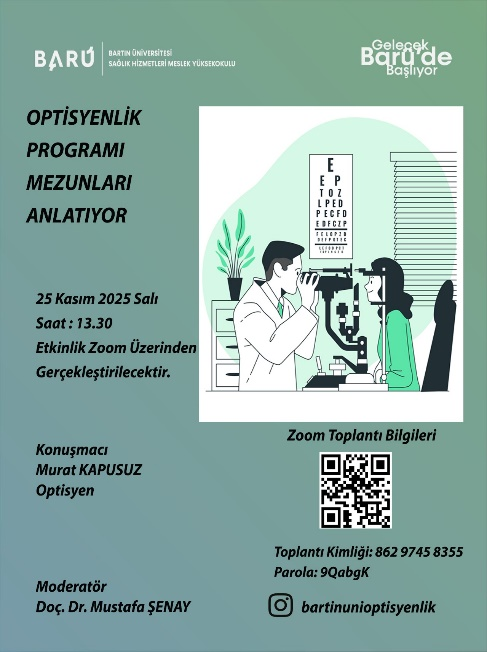 BARÜ
BARTIN ÜNİVERSİTESİ
SAĞLIK HİZMETLERİ MESLEK YÜKSEKOKULU
Gelecek
Barü'de
Başlıyor
OPTİSYENLİK
PROGRAMI
MEZUNLARI
ANLATIYOR
E
E P
T O Z
L P E D
P E C F D
E D F C Z P
25 Kasım 2025 Salı
Saat : 13.30
Etkinlik Zoom Üzerinden
Gerçekleştirilecektir.
Konuşmacı
Murat KAPUSUZ
Optisyen
Zoom Toplantı Bilgileri
Toplantı Kimliği: 862 9745 8355
Parola: 9QabgK
Moderatör
Doç. Dr. Mustafa ŞENAY
bartinunioptisyenlik